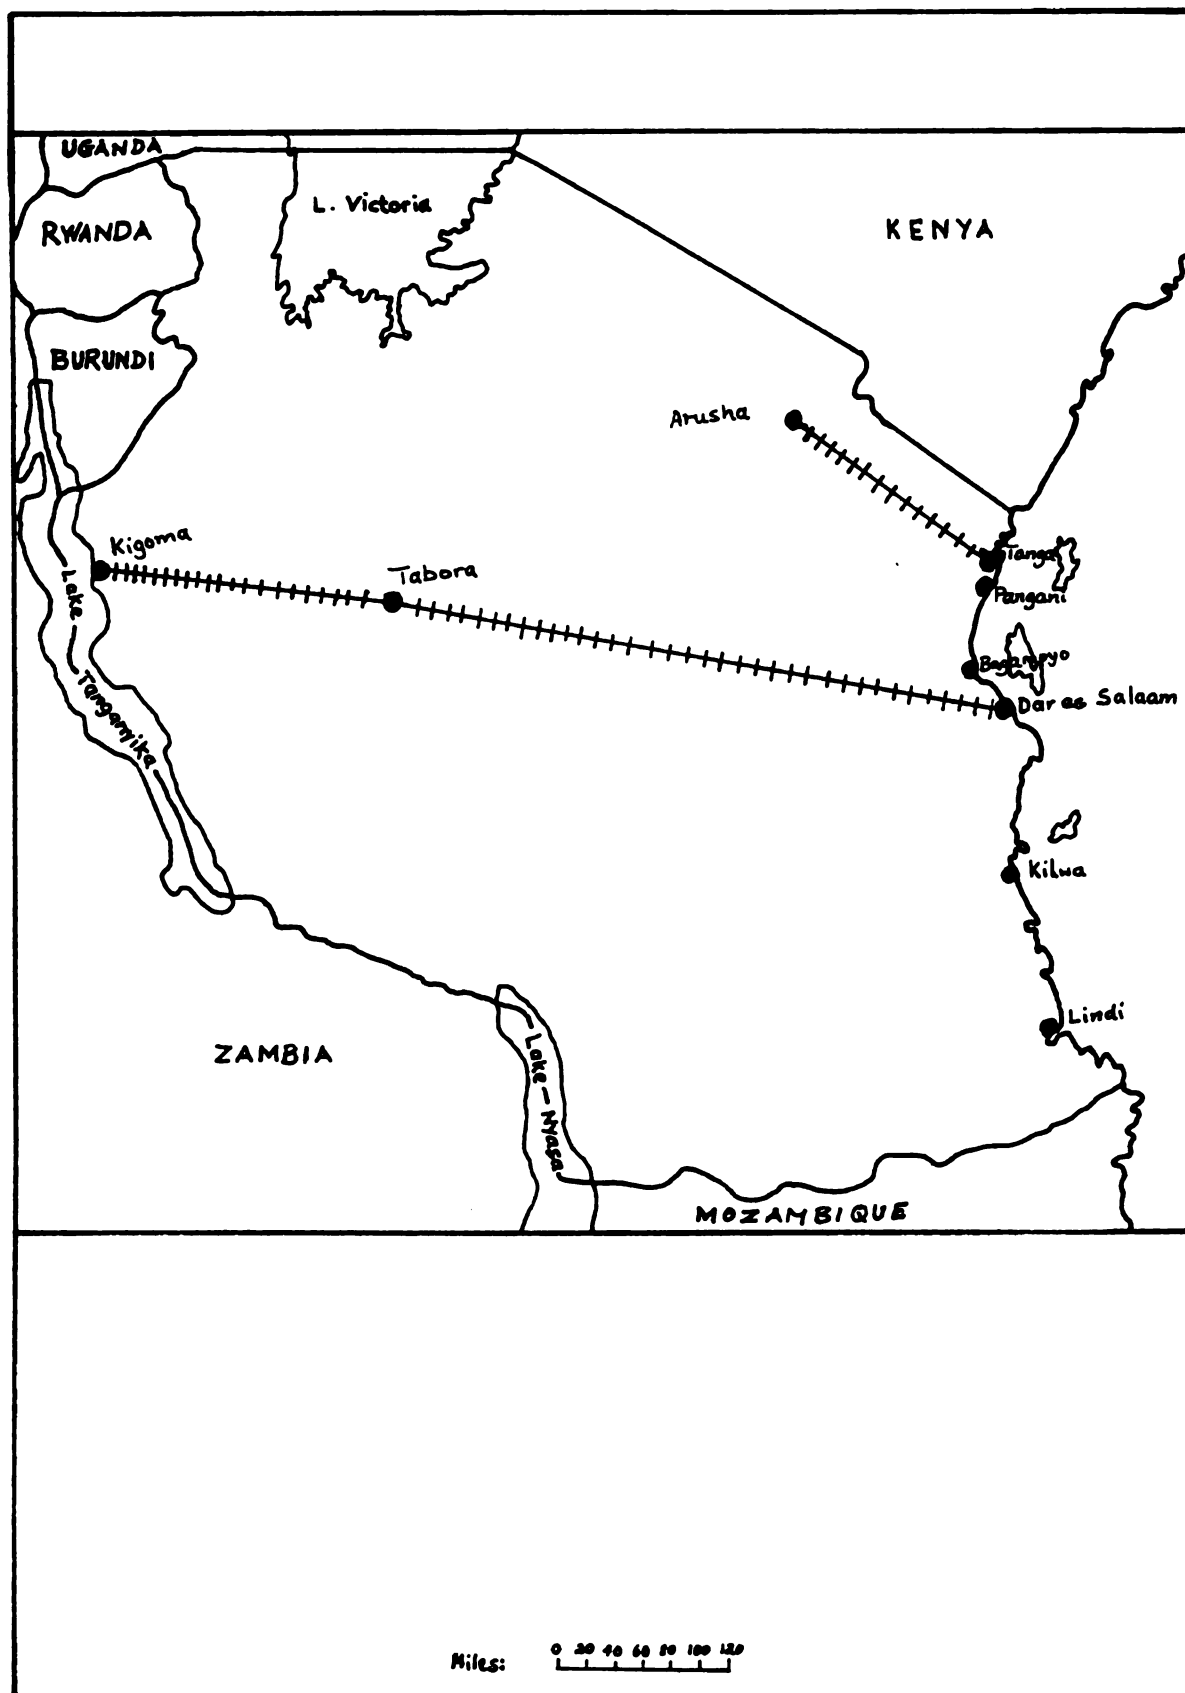 UGANDA
L. Victoria
RWANDA
KENYA
BURUNDI
Arusha
Kigoma
Tanga
Tabora
Lake
Pangani
Bagamoyo
Tanganyika
Dar es Salaam
Kilwa
Lindi
ZAMBIA
Lake
Nyasa
MOZAMBIQUE
0 20 40 60 80 100 120
Miles: